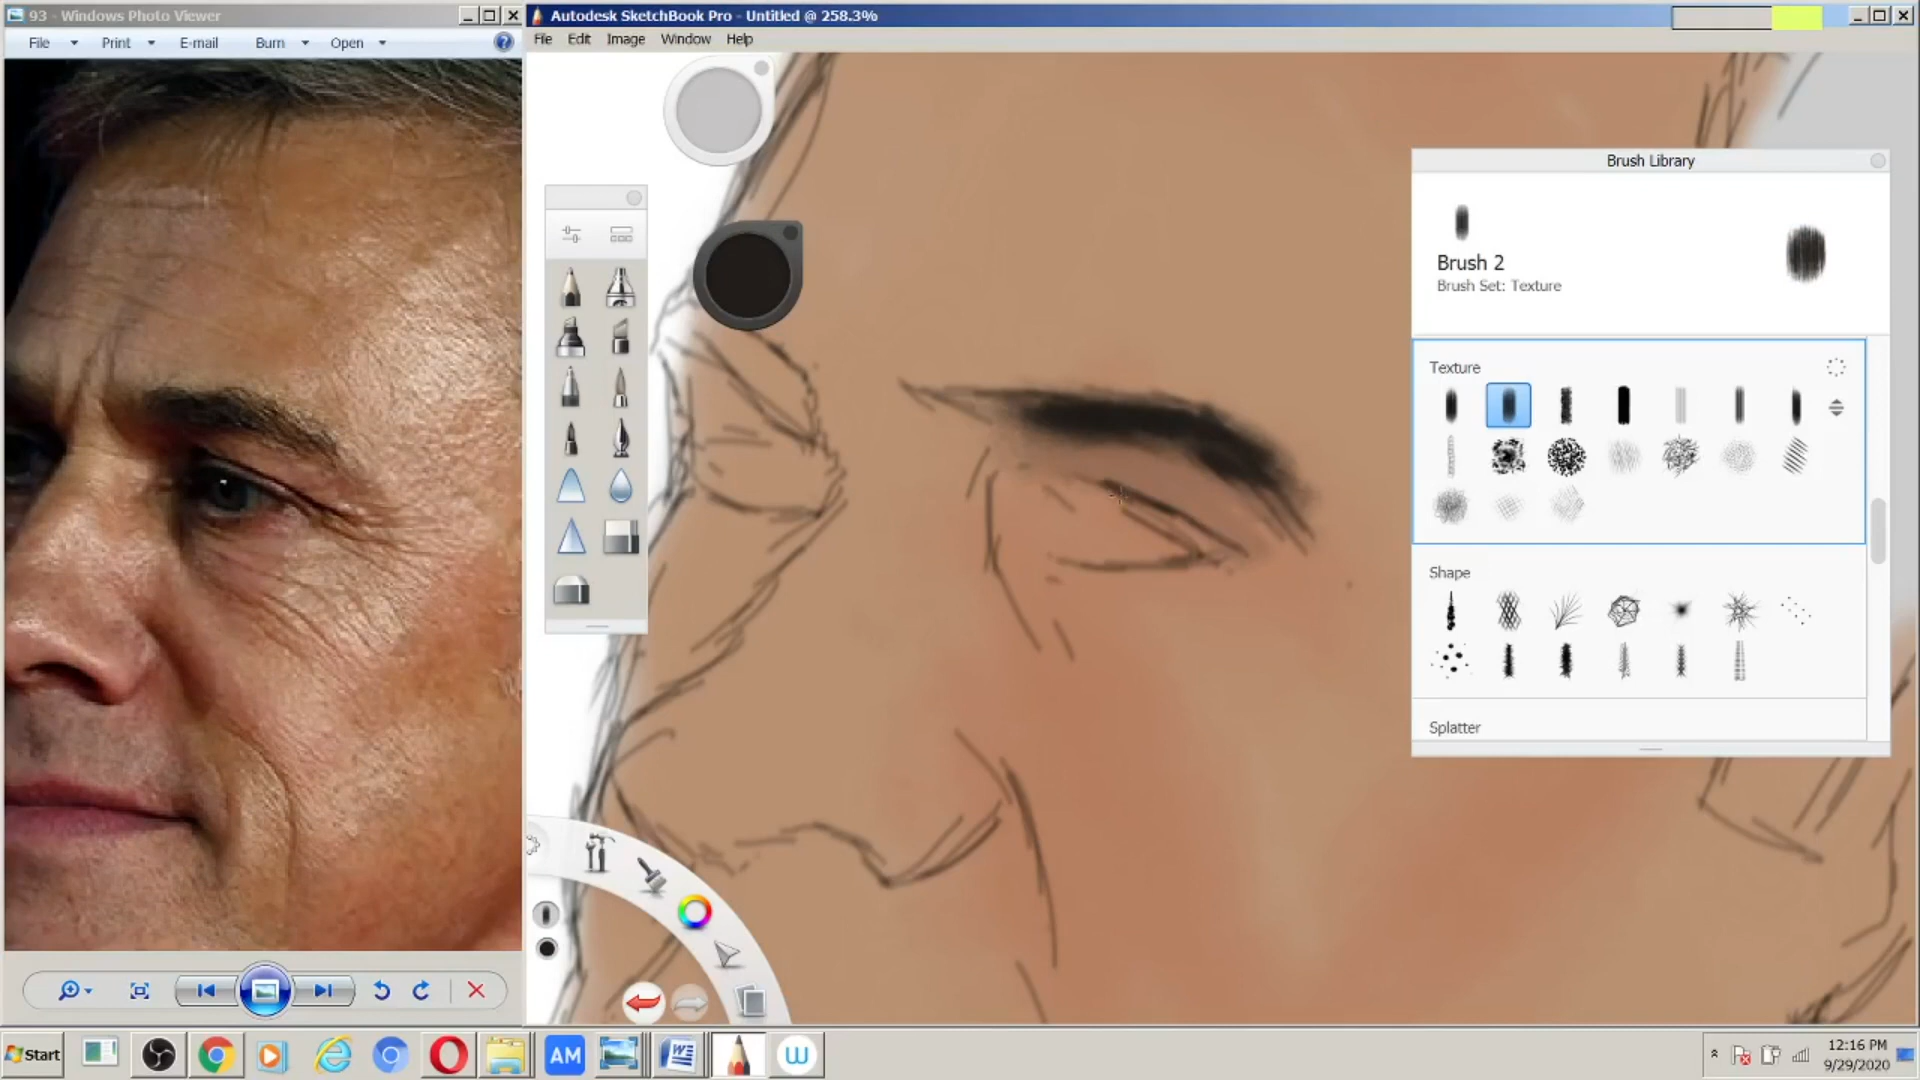 93 - Windows Photo Viewer
File Print E-mail Burn Open ?
Autodesk SketchBook Pro - Untitled @ 258.3%
File Edit Image Window Help
Brush Library
Brush 2
Brush Set: Texture
Texture
Shape
Splatter
Start
AM
W
W
12:16 PM
9/29/2020